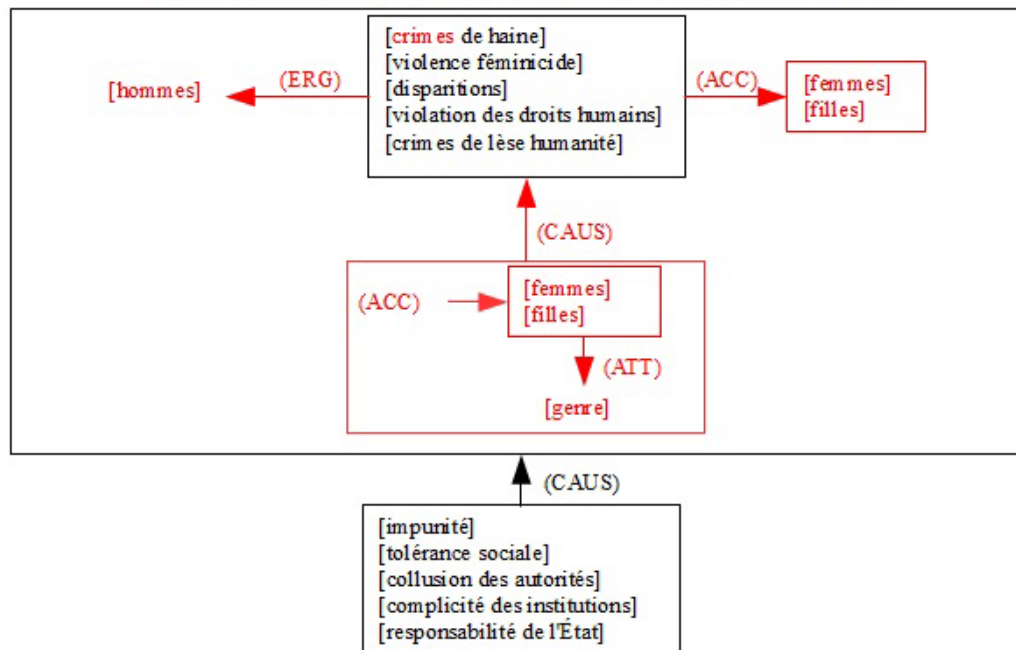 [crimes de haine]
[violence féminicide]
[disparitions]
[violation des droits humains]
[crimes de lèse humanité]
[hommes]
(ERG)
(ACC)
[femmes]
[filles]
(CAUS)
(ACC)
[femmes]
[filles]
(ATT)
[genre]
(CAUS)
[impunité]
[tolérance sociale]
[collusion des autorités]
[complicité des institutions]
[responsabilité de l'État]